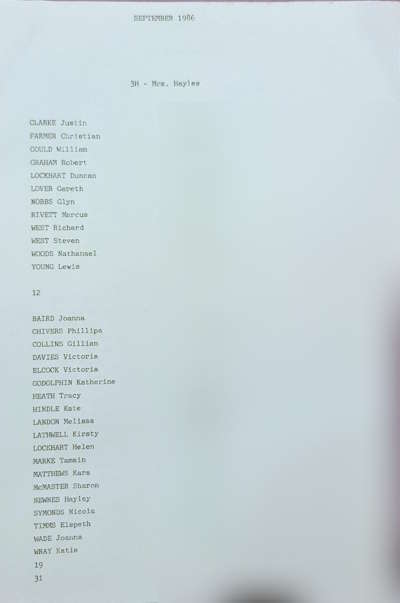 SEPTEMBER 1986
3H - Mrs. Hayles
CLARKE Justin
FARMER Christian
GOULD William
GRAHAM Robert
LOCKHART Duncan
LOVER Gareth
NOBBS Glyn
RIVETT Marcus
WEST Richard
WEST Steven
WOODS Nathanael
YOUNG Lewis
12
BAIRD Joanna
CHIVERS Phillipa
COLLINS Gillian
DAVIES Victoria
ELCOCK Victoria
GODOLPHIN Katherine
HEATH Tracy
HINDLE Kate
LANDON Melissa
LATHWELL Kirsty
LOCKHART Helen
MARKE Tamsin
MATTHEWS Kara
McMASTER Sharon
NEWNES Hayley
SYMONDS Nicola
TIMMS Elspeth
WADE Joanna
WRAY Katie
19
31